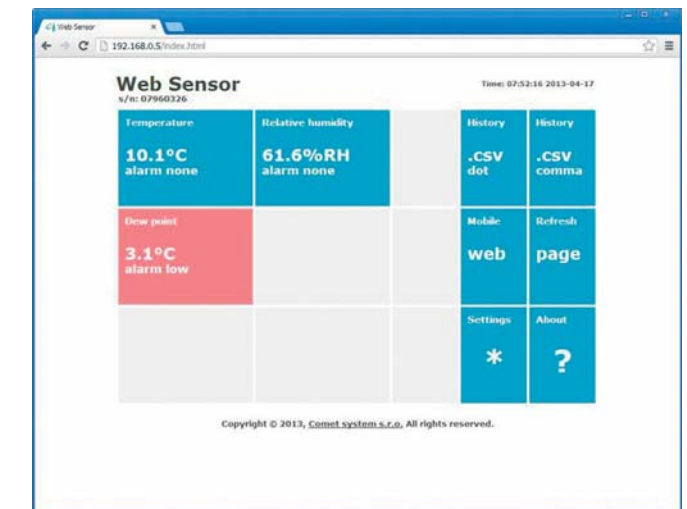 Web Sensor
192.168.0.5/index.html
Web Sensor
s/n: 07960326
Time: 07:52:16 2013-04-17
Temperature
10.1°C
alarm none
Relative humidity
61.6%RH
alarm none
History
.csv
dot
History
.csv
comma
Dew point
3.1°C
alarm low
Mobile
web
Refresh
page
Settings
*
About
?
Copyright © 2013, Comet system s.r.o. All rights reserved.